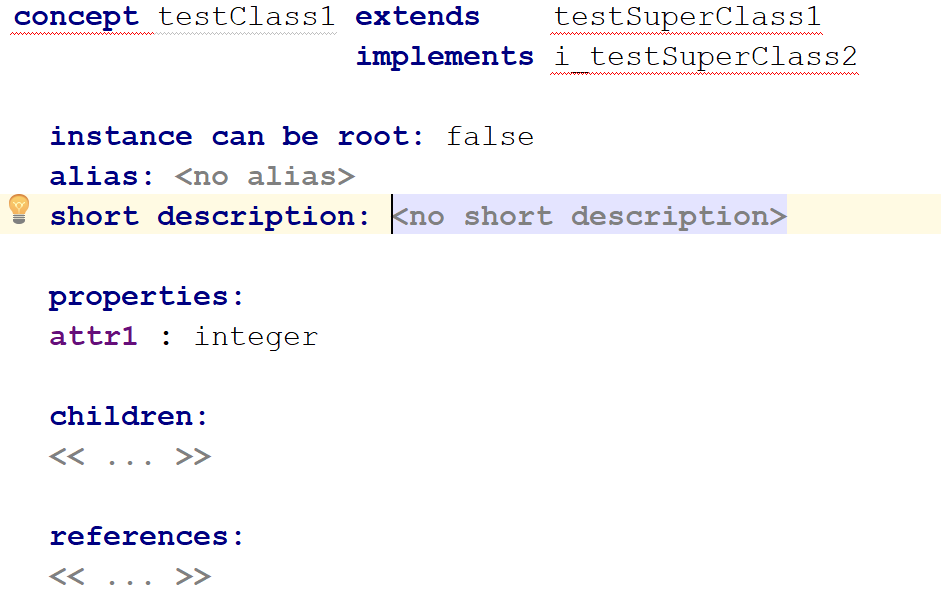 concept testClass1 extends testSuperClass1
implements i_testSuperClass2
instance can be root: false
alias: <no alias>
short description: <no short description>
properties:
attr1 : integer
children:
<< ... >>
references:
<< ... >>